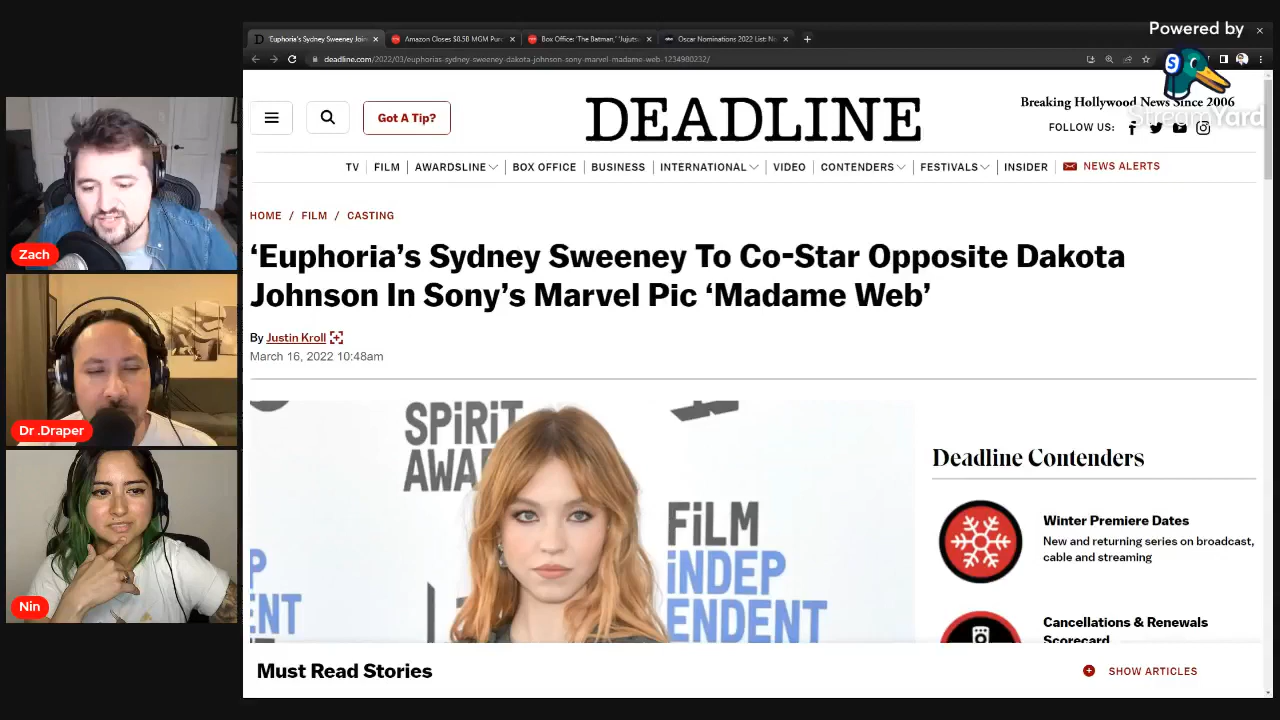 Powered by
StreamYard
'Euphoria's Sydney Sweeney Join
Amazon Closes $8.5B MGM Pur
Box Office: 'The Batman,' 'Jujuts
Oscar Nominations 2022 List: N
deadline.com/2022/03/euphorias-sydney-sweeney-dakota-johnson-sony-marvel-madame-web-1234980232/
Got A Tip?
DEADLINE
Breaking Hollywood News Since 2006
FOLLOW US:
TV
FILM
AWARDSLINE
BOX OFFICE
BUSINESS
INTERNATIONAL
VIDEO
CONTENDERS
FESTIVALS
INSIDER
NEWS ALERTS
HOME / FILM / CASTING
'Euphoria's Sydney Sweeney To Co-Star Opposite Dakota
Johnson In Sony's Marvel Pic 'Madame Web'
By Justin Kroll
March 16, 2022 10:48am
SPiRiT
AWA
FiLM
iNDEP
ENDENT
P
ENT
Deadline Contenders
Winter Premiere Dates
New and returning series on broadcast,
cable and streaming
Cancellations & Renewals
Scorecard
Must Read Stories
SHOW ARTICLES
Zach
Dr .Draper
Nin